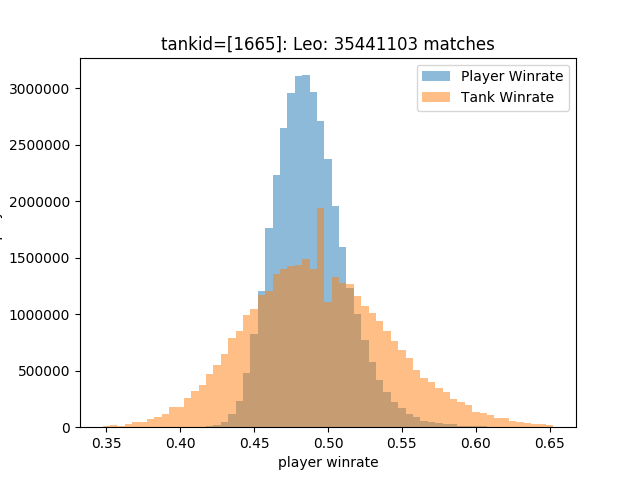 tankid=[1665]: Leo: 35441103 matches
Player Winrate
Tank Winrate
3000000
2500000
2000000
1500000
1000000
500000
0
0.35 0.40 0.45 0.50 0.55 0.60 0.65
player winrate